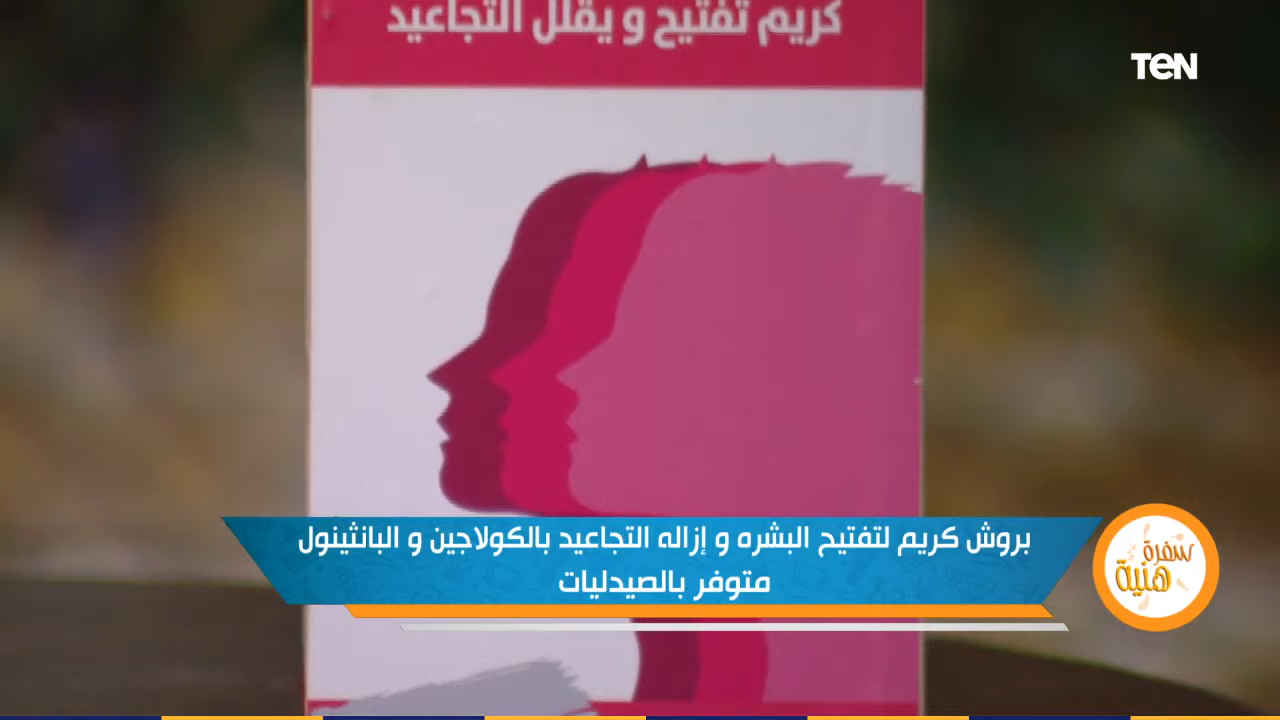 كريم تفتيح و يقلل التجاعيد
TEN
بروش كريم لتفتيح البشره و إزاله التجاعيد بالكولاجين و البانثينول
متوفر بالصيدليات
سفرة
هنية